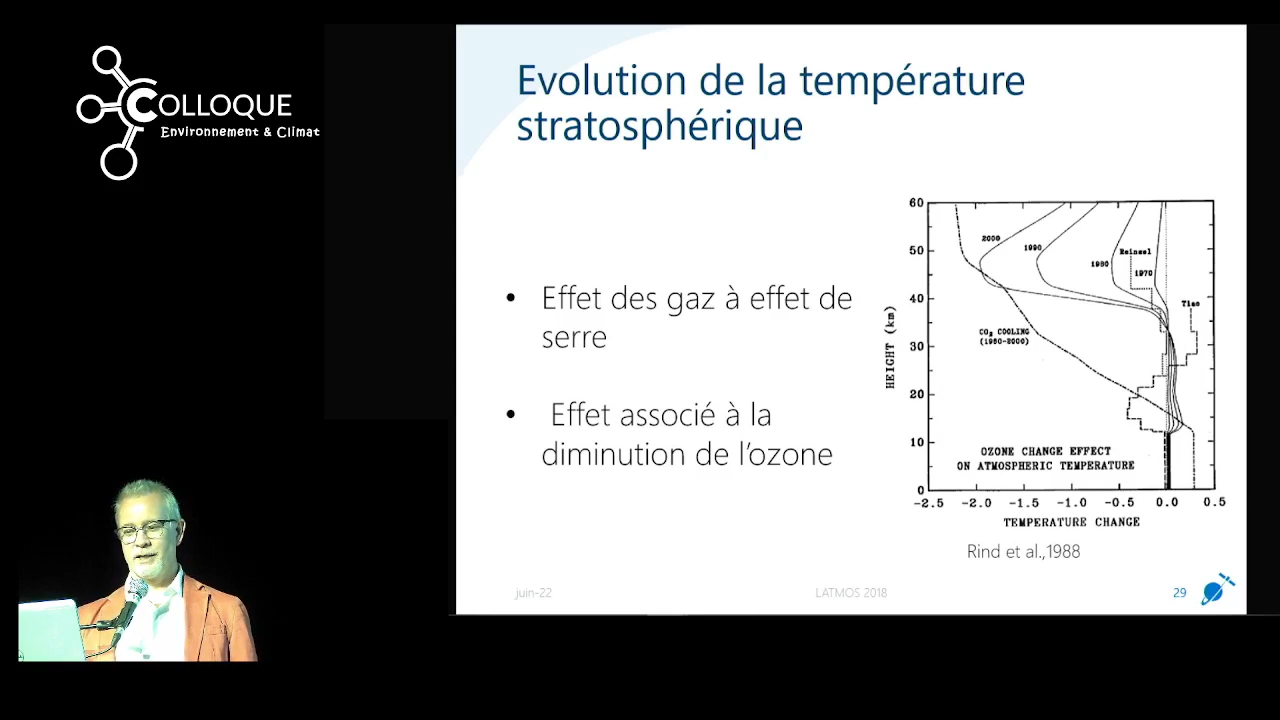 COLLOQUE
Environnement & Climat
Evolution de la température
stratosphérique
• Effet des gaz à effet de
serre
• Effet associé à la
diminution de l’ozone
60
50
40
30
20
10
0
HEIGHT (km)
2000
1990
1980
Reinsel
1970
Tiao
CO₂ COOLING
(1960-2000)
OZONE CHANGE EFFECT
ON ATMOSPHERIC TEMPERATURE
-2.5 -2.0 -1.5 -1.0 -0.5 0.0 0.5
TEMPERATURE CHANGE
Rind et al.,1988
juin-22
LATMOS 2018
29